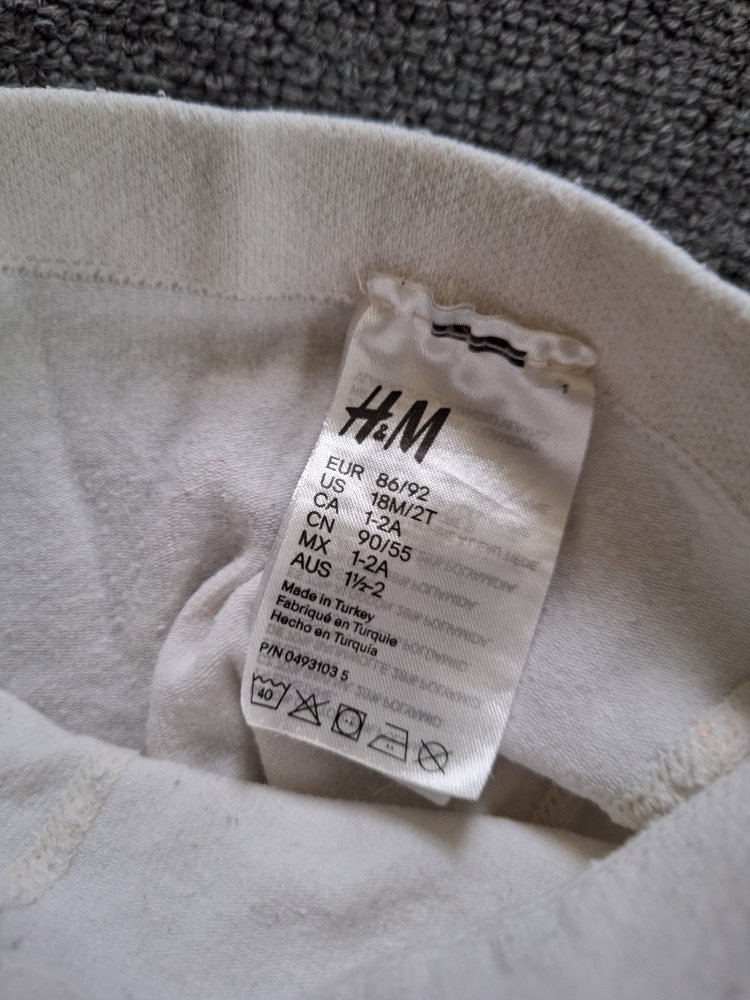 1
H&M
EUR 86/92
US 18M/2T
CA 1-2A
CN 90/55
MX 1-2A
AUS 1½-2
Made in Turkey
Fabriqué en Turquie
Hecho en Turquía
P/N 0493103 5
40